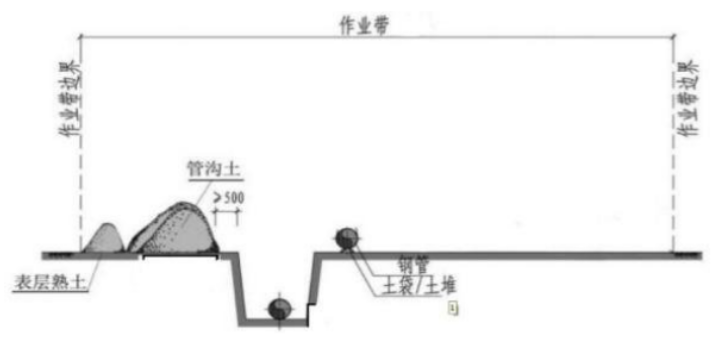 作业带
作业带边界
作业带边界
管沟土
≥500
钢管
土袋/土堆
表层熟土
1